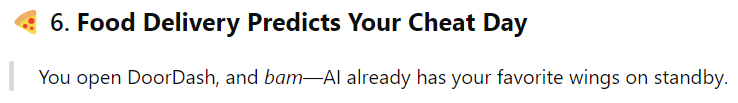 🍕 6. Food Delivery Predicts Your Cheat Day
You open DoorDash, and bam—AI already has your favorite wings on standby.